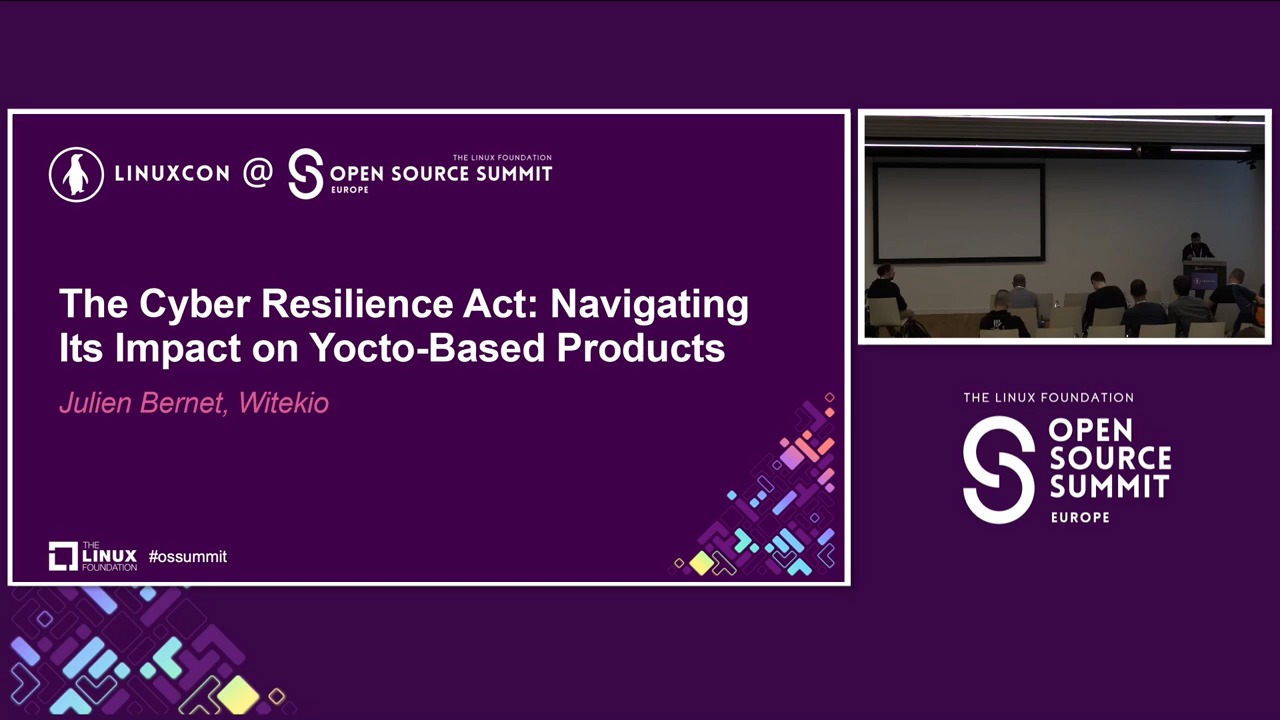 LINUXCON @ THE LINUX FOUNDATION
OPEN SOURCE SUMMIT
EUROPE
The Cyber Resilience Act: Navigating
Its Impact on Yocto-Based Products
Julien Bernet, Witekio
THE
LINUX
FOUNDATION
#ossummit
THE LINUX FOUNDATION
OPEN
SOURCE
SUMMIT
EUROPE